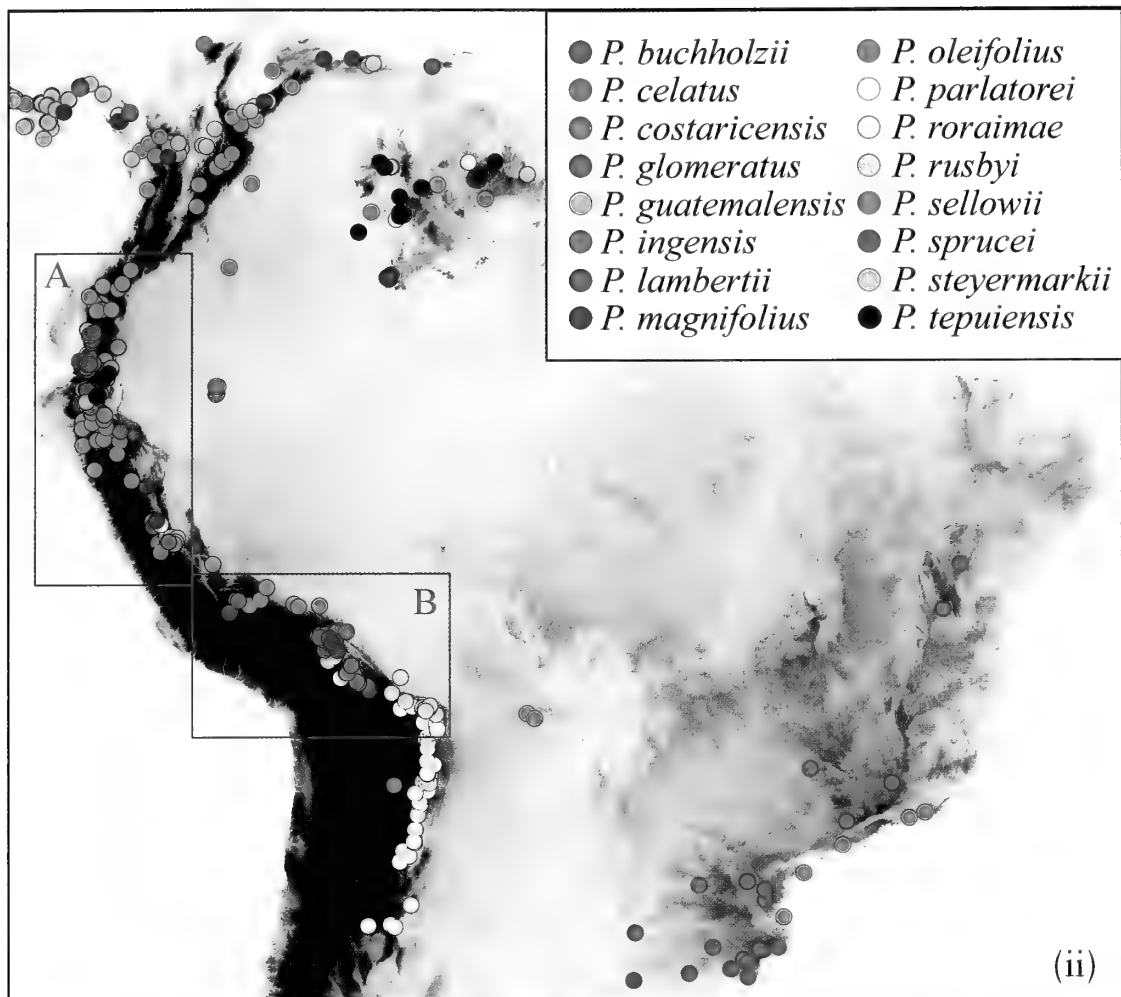 P. buchholzii
P. celatus
P. costaricensis
P. glomeratus
P. guatemalensis
P. ingensis
P. lambertii
P. magnifolius
P. oleifolius
P. parlatorei
P. roraimae
P. rusbyi
P. sellowii
P. sprucei
P. steyermarkii
P. tepuiensis
A
B
(ii)